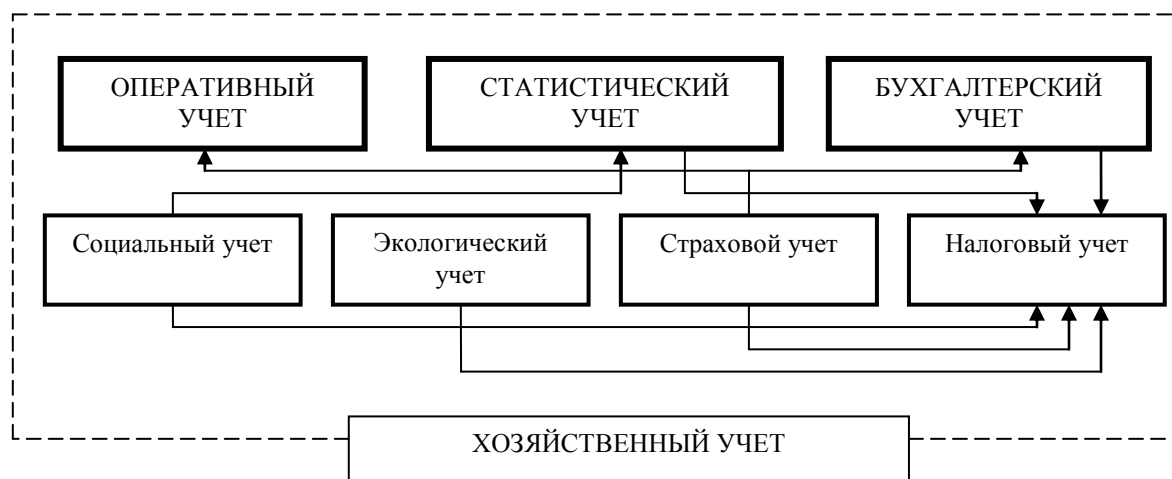 ОПЕРАТИВНЫЙ
УЧЕТ
СТАТИСТИЧЕСКИЙ
УЧЕТ
БУХГАЛТЕРСКИЙ
УЧЕТ
Социальный учет
Экологический
учет
Страховой учет
Налоговый учет
ХОЗЯЙСТВЕННЫЙ УЧЕТ